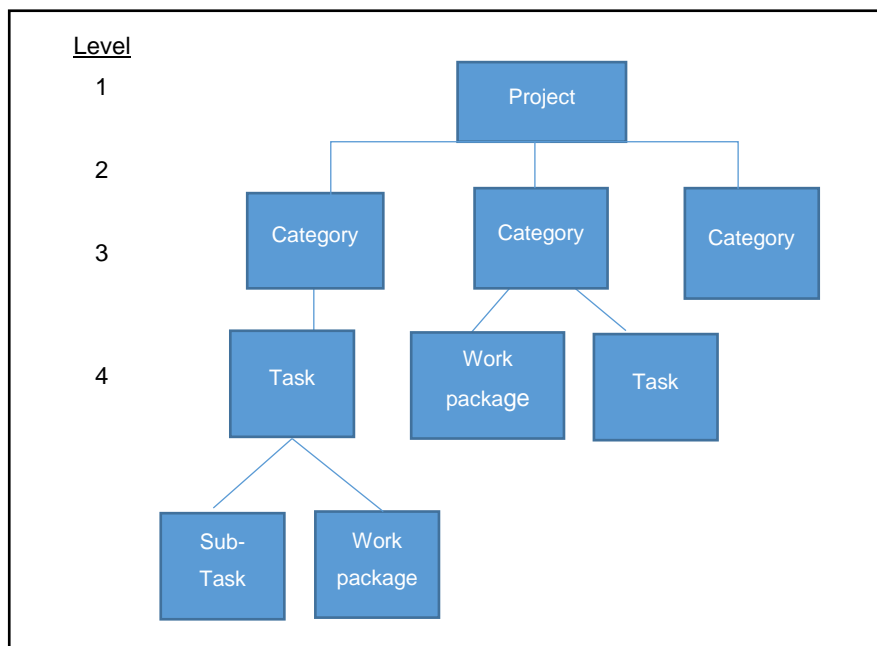 Level
1
Project
2
Category
Category
Category
3
Task
Work
package
Task
4
Sub-
Task
Work
package